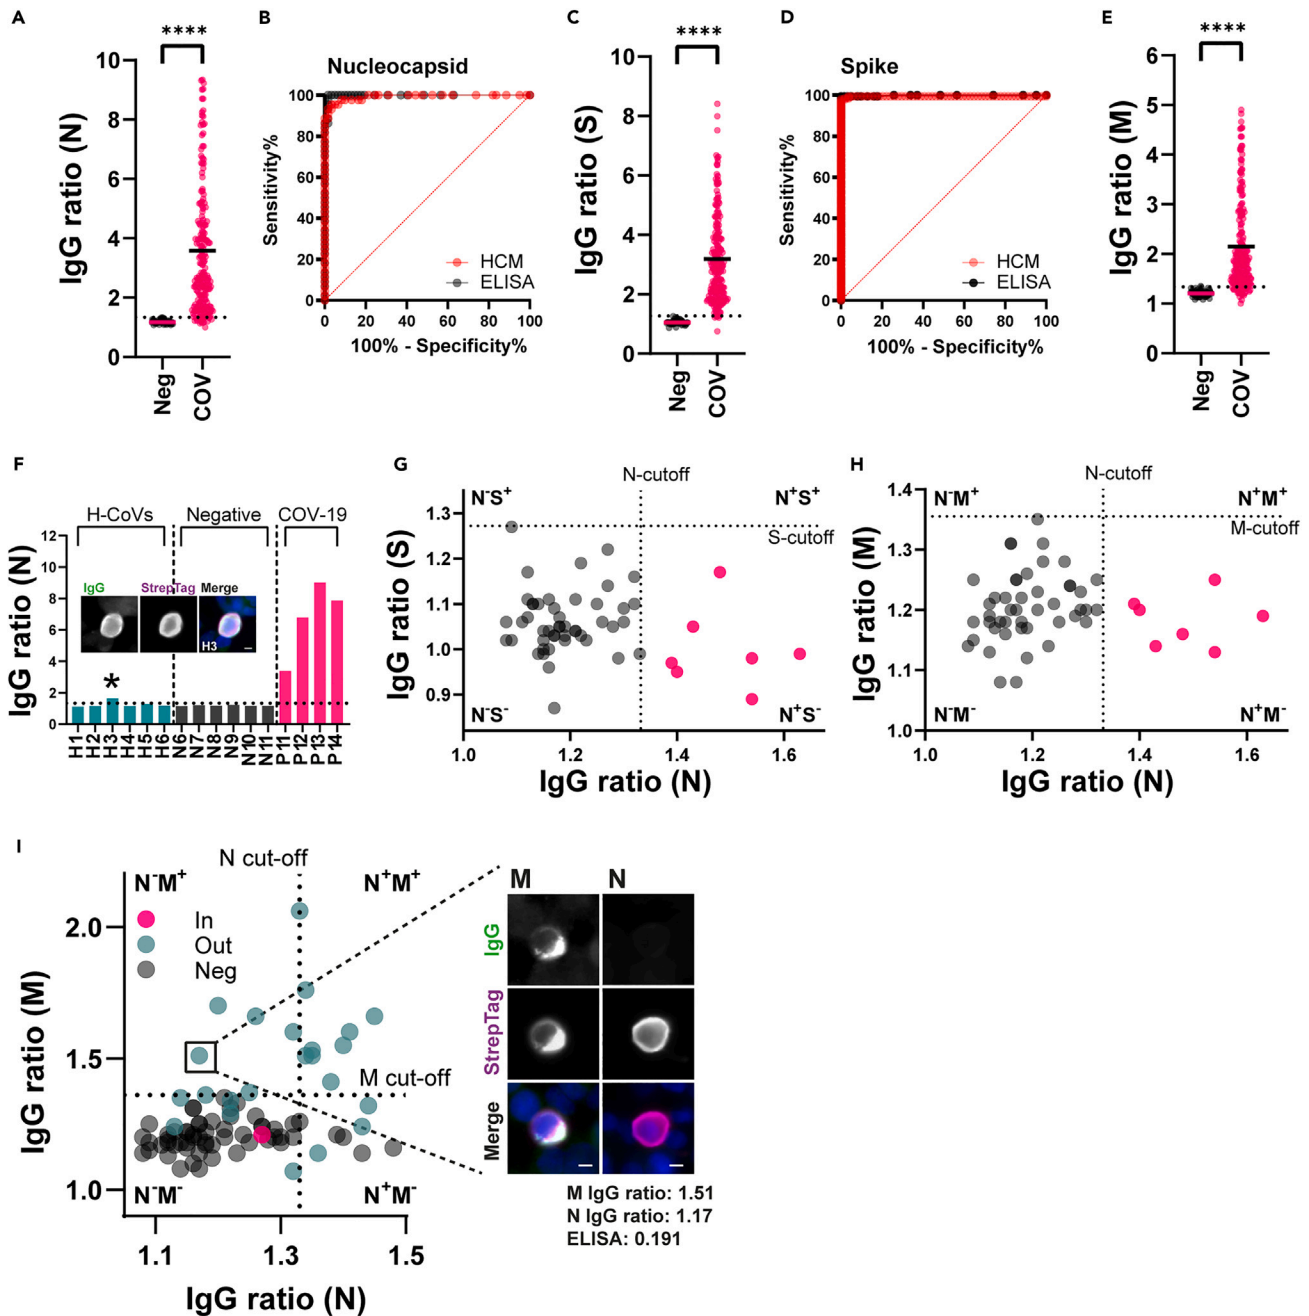 A
****
IgG ratio (N)
10
8
6
4
2
0
Neg
COV
B
Nucleocapsid
Sensitivity%
100
80
60
40
20
0
HCM
ELISA
0 20 40 60 80 100
100% - Specificity%
C
****
IgG ratio (S)
10
8
6
4
2
0
Neg
COV
D
Spike
Sensitivity%
100
80
60
40
20
0
HCM
ELISA
0 20 40 60 80 100
100% - Specificity%
E
****
IgG ratio (M)
6
5
4
3
2
1
0
Neg
COV
F
H-CoVs Negative COV-19
IgG ratio (N)
12
10
8
6
4
2
0
IgG StrepTag Merge
H3
*
H1 H2 H3 H4 H5 H6 N6 N7 N8 N9 N10 N11 P11 P12 P13 P14
G
N-cutoff
N-S+ N+S+
S-cutoff
IgG ratio (S)
1.3
1.2
1.1
1.0
0.9
N-S- N+S-
1.0 1.2 1.4 1.6
IgG ratio (N)
H
N-cutoff
N-M+ N+M+
M-cutoff
IgG ratio (M)
1.4
1.3
1.2
1.1
1.0
N-M- N+M-
1.0 1.2 1.4 1.6
IgG ratio (N)
I
N cut-off
N-M+ N+M+
In
Out
Neg
M cut-off
IgG ratio (M)
2.0
1.5
1.0
N-M- N+M-
1.1 1.3 1.5
IgG ratio (N)
M N
IgG
StrepTag
Merge
M IgG ratio: 1.51
N IgG ratio: 1.17
ELISA: 0.191